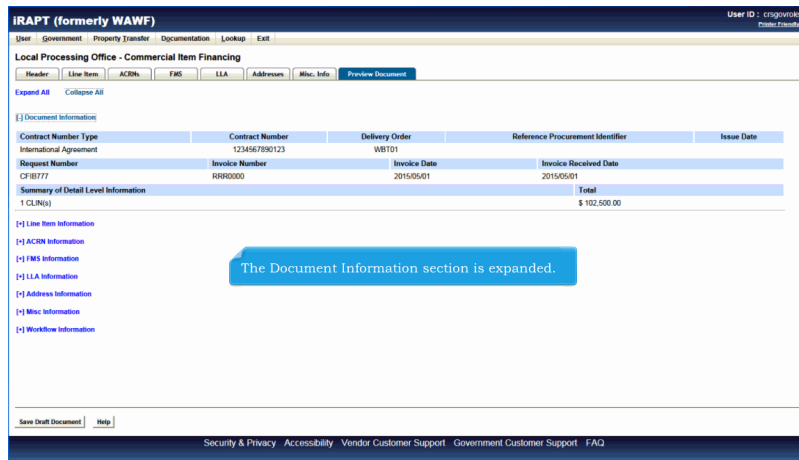 iRAPT (formerly WAWF)
User ID : crsgovrole
Printer Friendly
User Government Property Transfer Documentation Lookup Exit
Local Processing Office - Commercial Item Financing
Header Line Item ACRNs FMS LLA Addresses Misc. Info Preview Document
Expand All Collapse All
[-] Document Information
Contract Number Type Contract Number Delivery Order Reference Procurement Identifier Issue Date
International Agreement 1234567890123 WBT01
Request Number Invoice Number Invoice Date Invoice Received Date
CFIB777 RRR0000 2015/05/01 2015/05/01
Summary of Detail Level Information Total
1 CLIN(s) $ 102,500.00
[+] Line Item Information
[+] ACRN Information
[+] FMS Information
The Document Information section is expanded.
[+] LLA Information
[+] Address Information
[+] Misc Information
[+] Workflow Information
Save Draft Document Help
Security & Privacy Accessibility Vendor Customer Support Government Customer Support FAQ